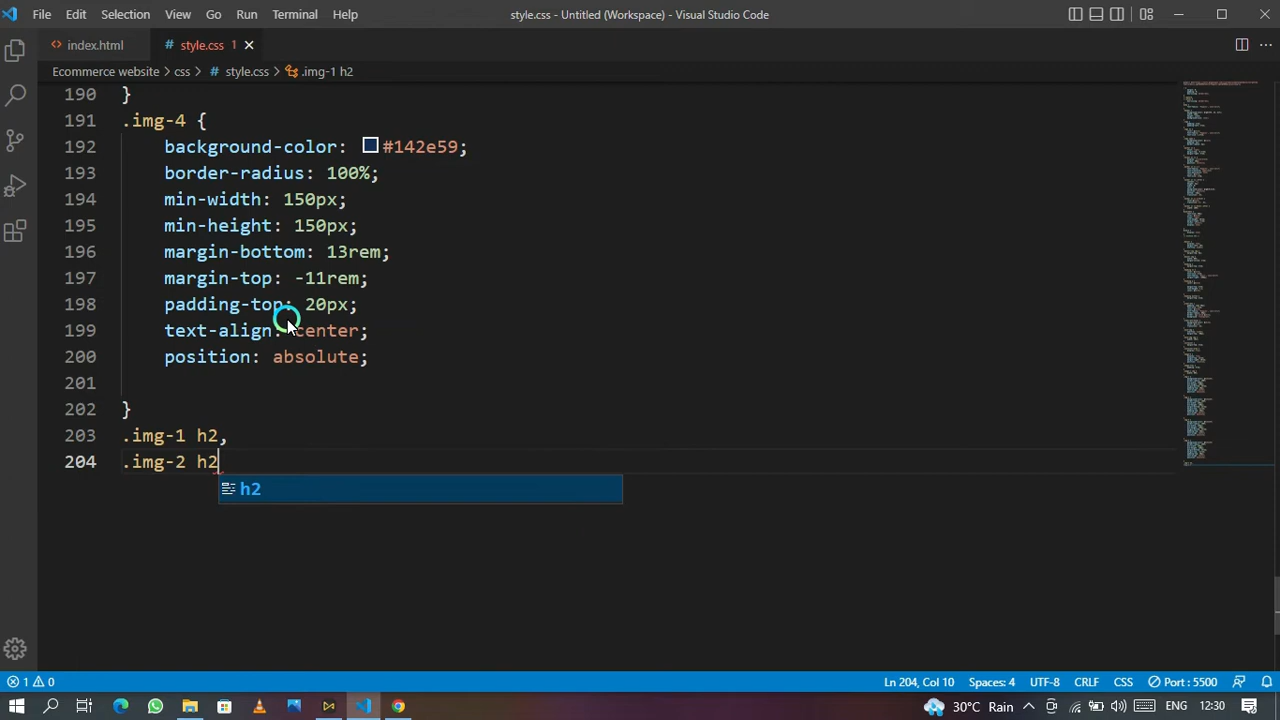 File Edit Selection View Go Run Terminal Help
style.css - Untitled (Workspace) - Visual Studio Code
index.html
# style.css 1
Ecommerce website > css > # style.css > .img-1 h2
190 }
191 .img-4 {
192 background-color: #142e59;
193 border-radius: 100%;
194 min-width: 150px;
195 min-height: 150px;
196 margin-bottom: 13rem;
197 margin-top: -11rem;
198 padding-top: 20px;
199 text-align: center;
200 position: absolute;
201
202 }
203 .img-1 h2,
204 .img-2 h2
h2
1 0
Ln 204, Col 10
Spaces: 4
UTF-8
CRLF
CSS
Port : 5500
30°C Rain
ENG
12:30